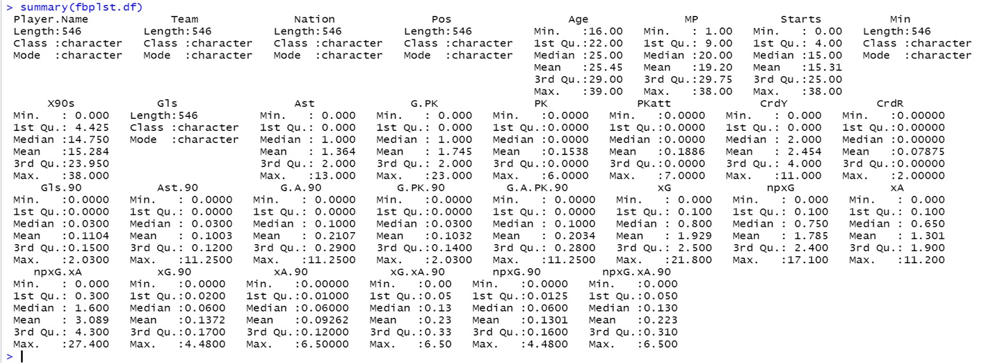 > summary(fbplst.df)
Player.Name Team Nation Pos Age MP Starts Min
Length:546 Length:546 Length:546 Length:546 Min. :16.00 Min. : 1.00 Min. : 0.00 Length:546
Class :character Class :character Class :character Class :character 1st Qu.:22.00 1st Qu.: 9.00 1st Qu.: 4.00 Class :character
Mode :character Mode :character Mode :character Mode :character Median :25.00 Median :20.00 Median :15.00 Mode :character
Mean :25.45 Mean :19.20 Mean :15.31
3rd Qu.:29.00 3rd Qu.:29.75 3rd Qu.:25.00
Max. :39.00 Max. :38.00 Max. :38.00
X90s Gls Ast G.PK PK PKatt CrdY CrdR
Min. : 0.000 Length:546 Min. : 0.000 Min. : 0.000 Min. :0.0000 Min. :0.0000 Min. : 0.000 Min. :0.00000
1st Qu.: 4.425 Class :character 1st Qu.: 0.000 1st Qu.: 0.000 1st Qu.:0.0000 1st Qu.:0.0000 1st Qu.: 0.000 1st Qu.:0.00000
Median :14.750 Mode :character Median : 1.000 Median : 1.000 Median :0.0000 Median :0.0000 Median : 2.000 Median :0.00000
Mean :15.284 Mean : 1.364 Mean : 1.745 Mean :0.1538 Mean :0.1886 Mean : 2.454 Mean :0.07875
3rd Qu.:23.950 3rd Qu.: 2.000 3rd Qu.: 2.000 3rd Qu.:0.0000 3rd Qu.:0.0000 3rd Qu.: 4.000 3rd Qu.:0.00000
Max. :38.000 Max. :13.000 Max. :23.000 Max. :6.0000 Max. :7.0000 Max. :11.000 Max. :2.00000
Gls.90 Ast.90 G.A.90 G.PK.90 G.A.PK.90 xG npxG xA
Min. :0.0000 Min. : 0.0000 Min. : 0.0000 Min. :0.0000 Min. : 0.0000 Min. : 0.000 Min. : 0.000 Min. : 0.000
1st Qu.:0.0000 1st Qu.: 0.0000 1st Qu.: 0.0000 1st Qu.:0.0000 1st Qu.: 0.0000 1st Qu.: 0.100 1st Qu.: 0.100 1st Qu.: 0.100
Median :0.0300 Median : 0.0300 Median : 0.1000 Median :0.0300 Median : 0.1000 Median : 0.800 Median : 0.750 Median : 0.650
Mean :0.1104 Mean : 0.1003 Mean : 0.2107 Mean :0.1032 Mean : 0.2034 Mean : 1.929 Mean : 1.785 Mean : 1.301
3rd Qu.:0.1500 3rd Qu.: 0.1200 3rd Qu.: 0.2900 3rd Qu.:0.1400 3rd Qu.: 0.2800 3rd Qu.: 2.500 3rd Qu.: 2.400 3rd Qu.: 1.900
Max. :2.0300 Max. :11.2500 Max. :11.2500 Max. :2.0300 Max. :11.2500 Max. :21.800 Max. :17.100 Max. :11.200
npxG.xA xG.90 xA.90 xG.xA.90 npxG.90 npxG.xA.90
Min. : 0.000 Min. :0.0000 Min. :0.00000 Min. :0.00 Min. :0.0000 Min. :0.000
1st Qu.: 0.300 1st Qu.:0.0200 1st Qu.:0.01000 1st Qu.:0.05 1st Qu.:0.0125 1st Qu.:0.050
Median : 1.600 Median :0.0600 Median :0.06000 Median :0.13 Median :0.0600 Median :0.130
Mean : 3.089 Mean :0.1372 Mean :0.09262 Mean :0.23 Mean :0.1301 Mean :0.223
3rd Qu.: 4.300 3rd Qu.:0.1700 3rd Qu.:0.12000 3rd Qu.:0.33 3rd Qu.:0.1600 3rd Qu.:0.310
Max. :27.400 Max. :4.4800 Max. :6.50000 Max. :6.50 Max. :4.4800 Max. :6.500
>